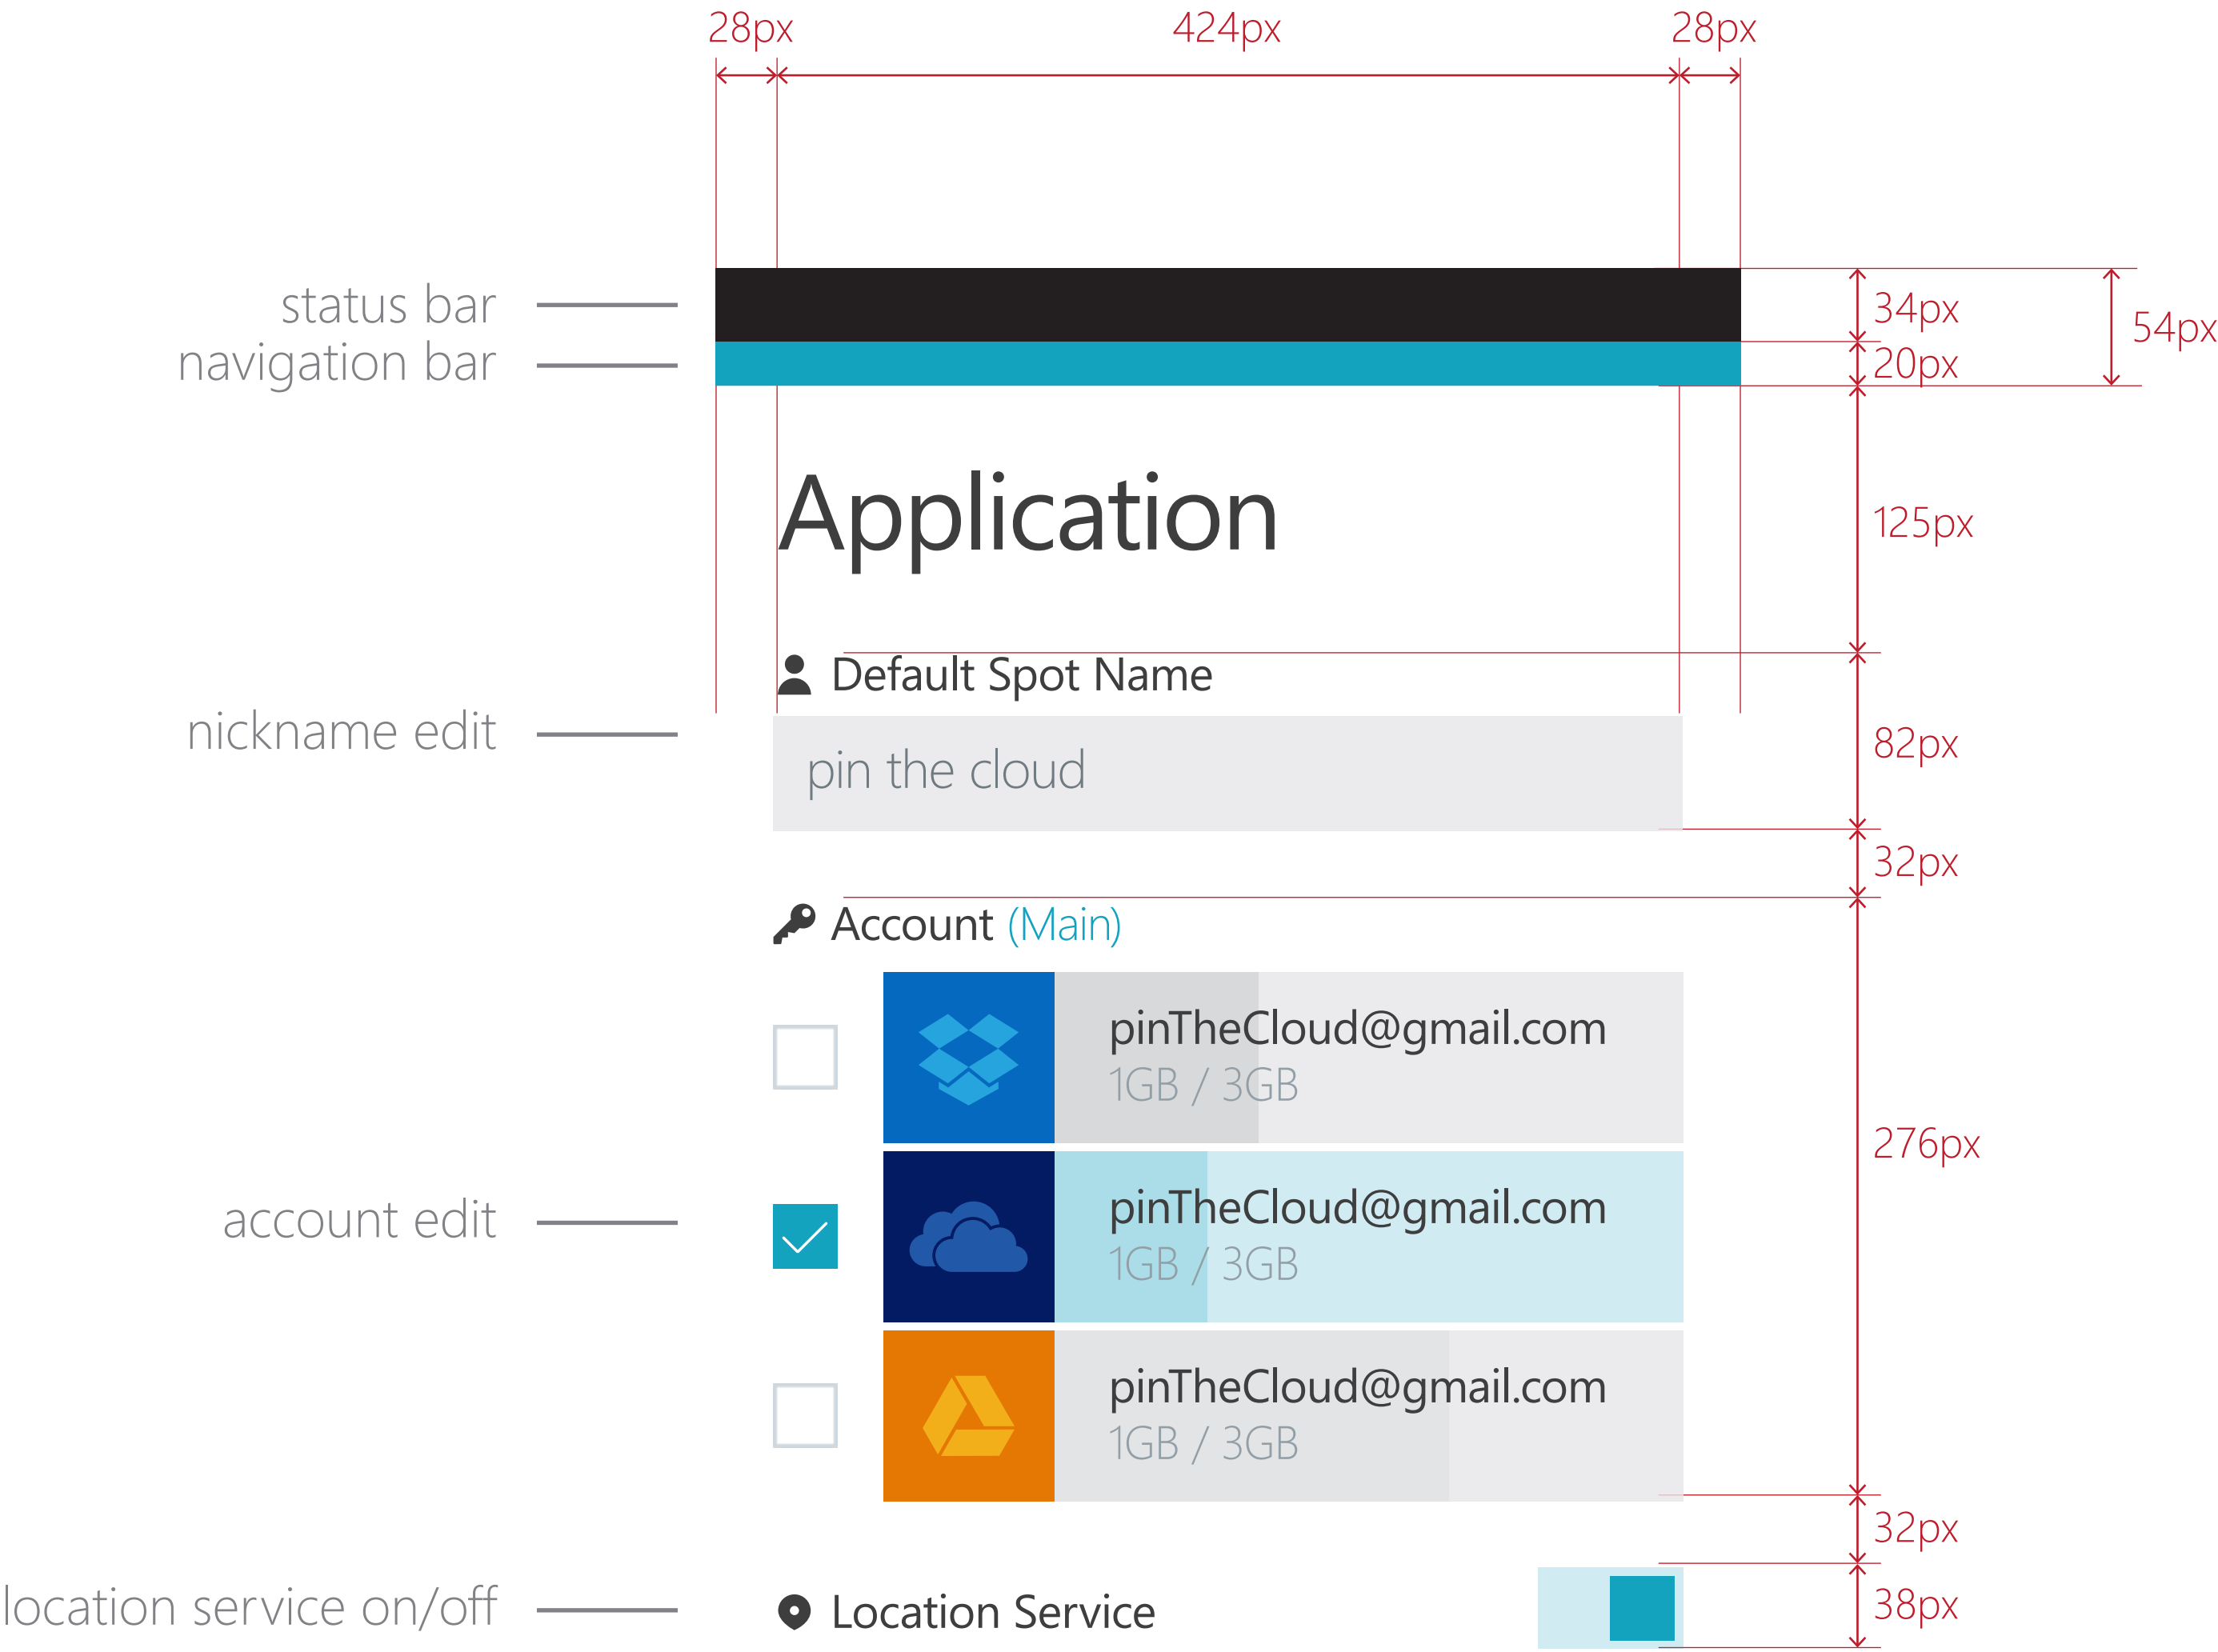 28px 424px 28px
status bar
34px
54px
navigation bar
20px
Application
125px
Default Spot Name
nickname edit
82px
pin the cloud
32px
Account (Main)
pinTheCloud@gmail.com
1GB / 3GB
276px
account edit
pinTheCloud@gmail.com
1GB / 3GB
pinTheCloud@gmail.com
1GB / 3GB
32px
location service on/off
Location Service
38px